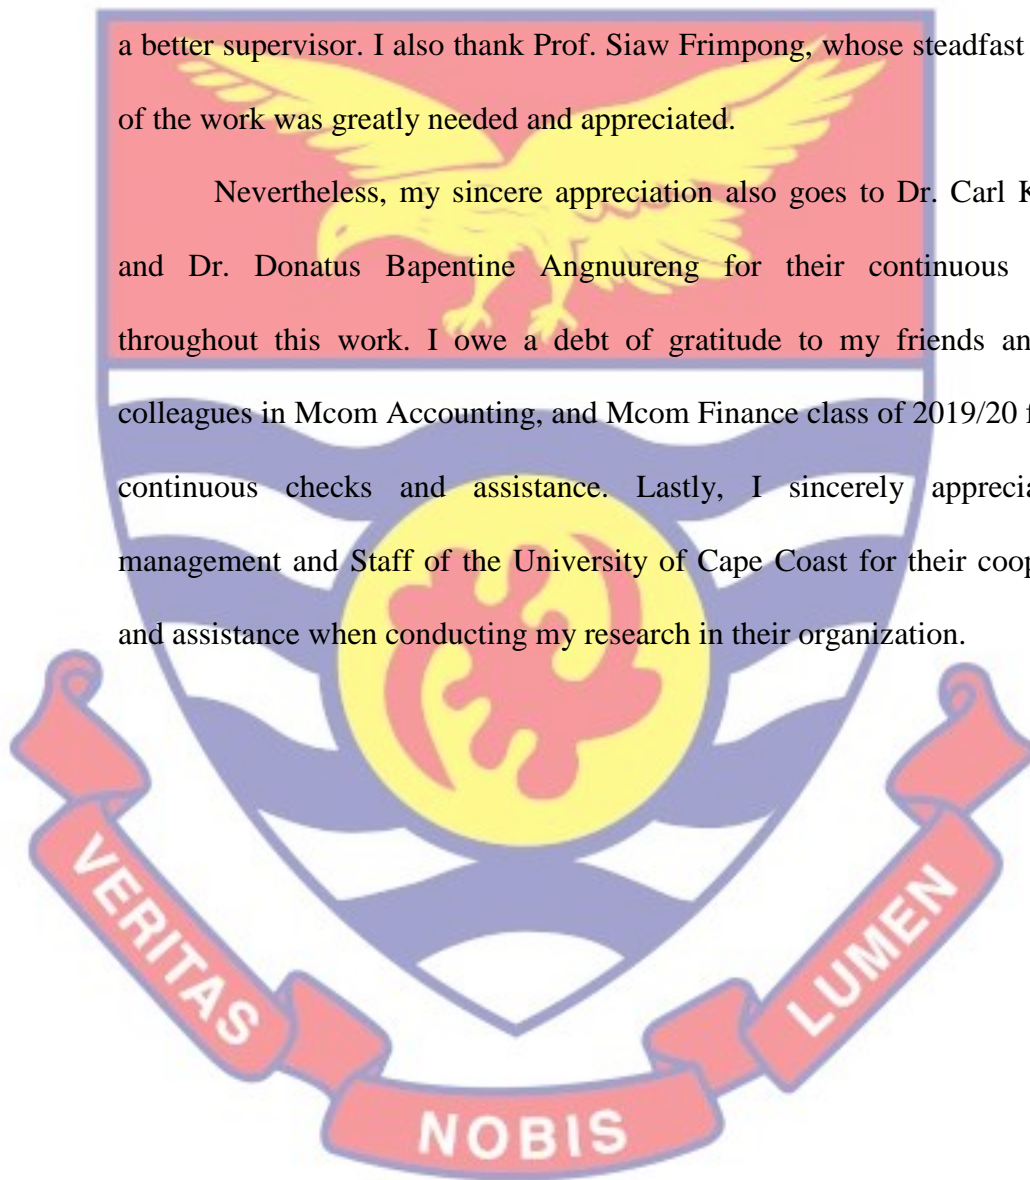 a better supervisor. I also thank Prof. Siaw Frimpong, whose steadfast
of the work was greatly needed and appreciated.
Nevertheless, my sincere appreciation also goes to Dr. Carl
and Dr. Donatus Bapentine Angnuureng for their continuous
throughout this work. I owe a debt of gratitude to my friends
colleagues in Mcom Accounting, and Mcom Finance class of 2019/20
continuous checks and assistance. Lastly, I sincerely
management and Staff of the University of Cape Coast for their
and assistance when conducting my research in their organization.
VERITAS
NOBIS
LUMEN